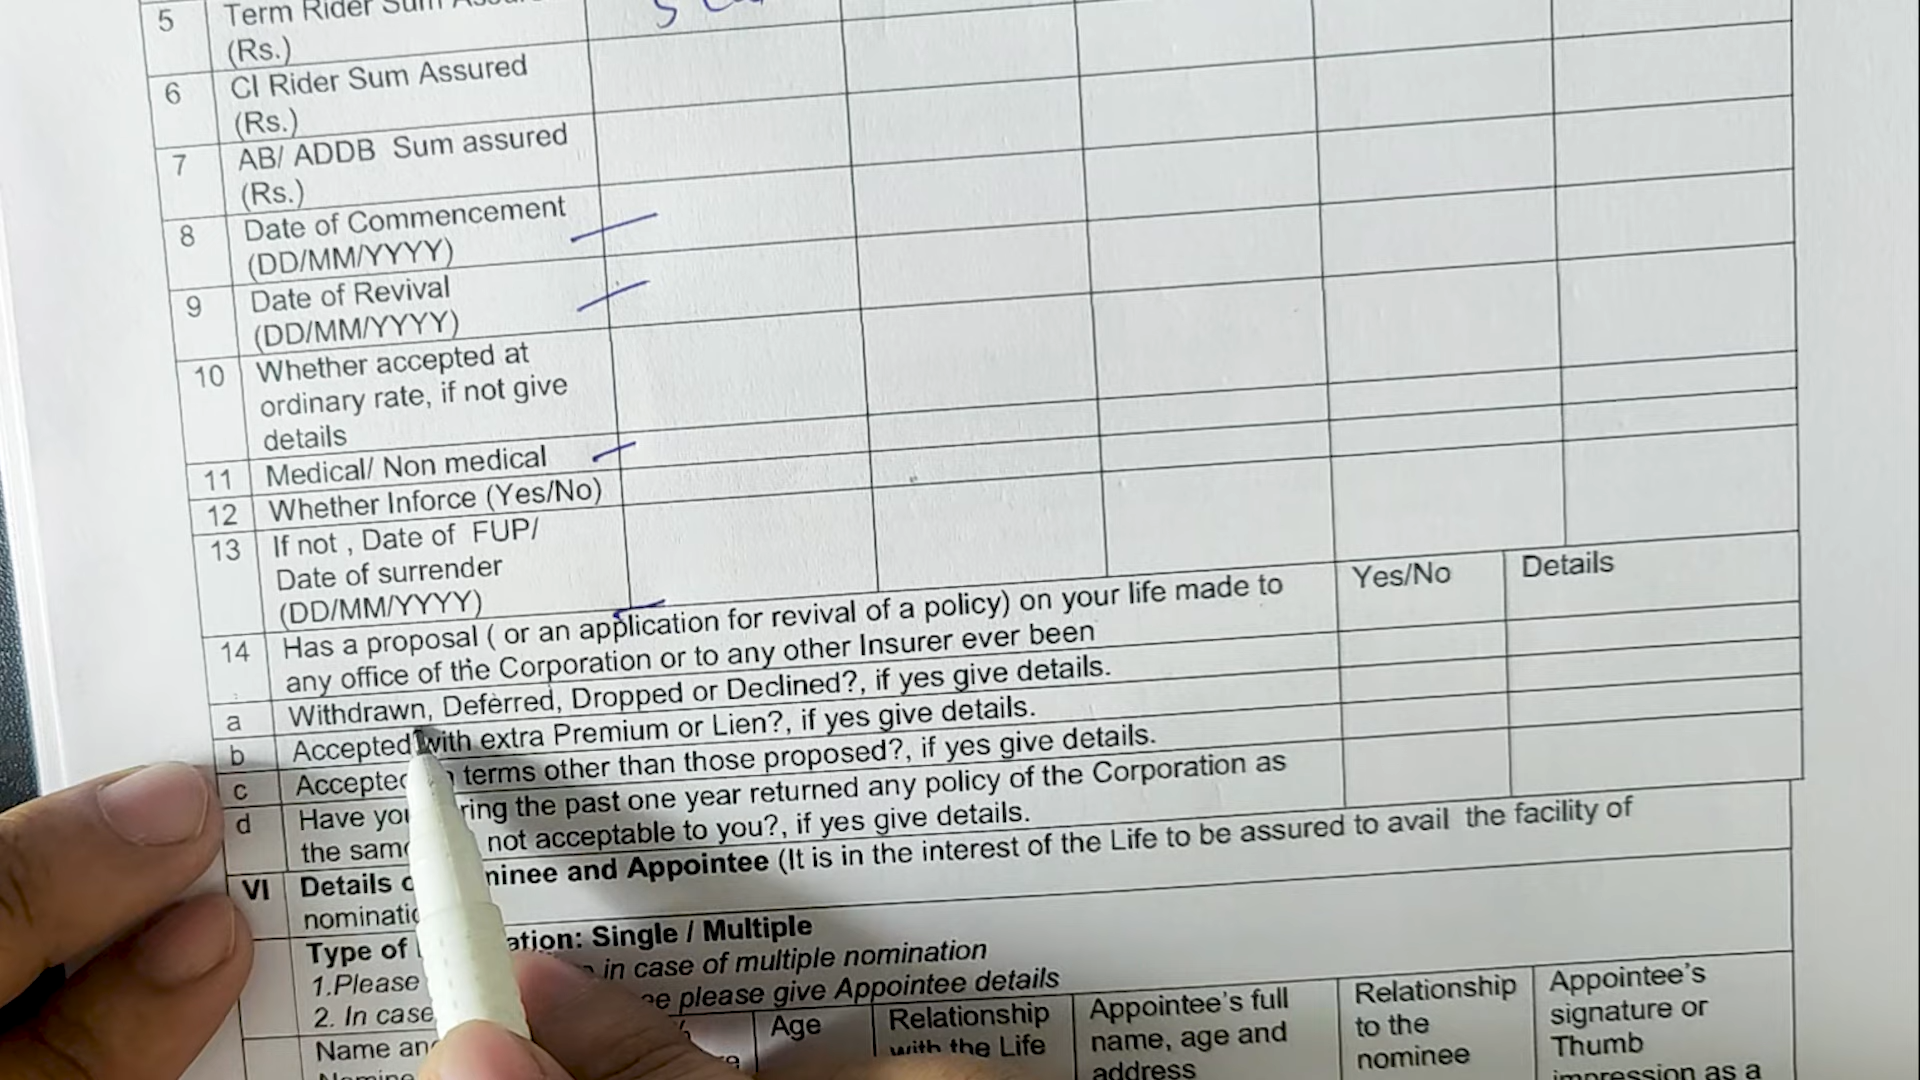 5 Term Rider Sum
(Rs.)
6 CI Rider Sum Assured
(Rs.)
7 AB/ ADDB Sum assured
(Rs.)
8 Date of Commencement
(DD/MM/YYYY)
9 Date of Revival
(DD/MM/YYYY)
10 Whether accepted at
ordinary rate, if not give
details
11 Medical/ Non medical
12 Whether Inforce (Yes/No)
13 If not , Date of FUP/
Date of surrender
(DD/MM/YYYY)
14 Has a proposal ( or an application for revival of a policy) on your life made to Yes/No Details
any office of the Corporation or to any other Insurer ever been
a Withdrawn, Deferred, Dropped or Declined?, if yes give details.
b Accepted with extra Premium or Lien?, if yes give details.
c Accepted terms other than those proposed?, if yes give details.
d Have you ring the past one year returned any policy of the Corporation as
the same not acceptable to you?, if yes give details.
VI Details minee and Appointee (It is in the interest of the Life to be assured to avail the facility of
Type of ation: Single / Multiple
1.Please in case of multiple nomination
2. In case please give Appointee details
Name Age Relationship Appointee's full Relationship Appointee's
with the Life name, age and to the signature or
address nominee Thumb
impression as a